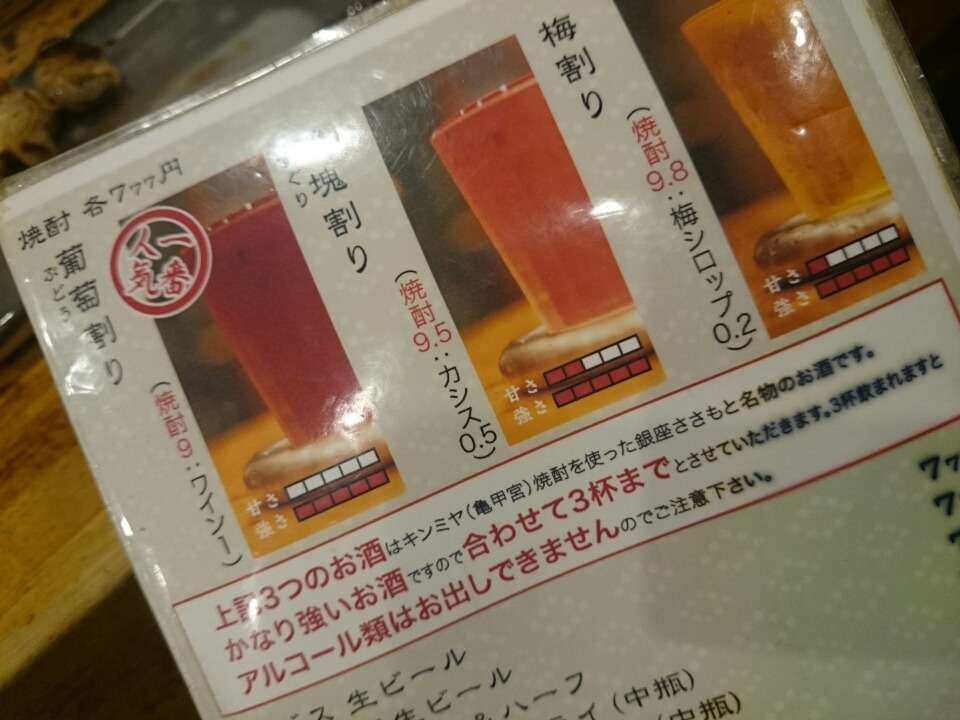 焼酎 各777円
葡萄割り
ぶどう
一番人気
(焼酎9:ワイン1)
甘さ
強さ
塊割り
ぐり
(焼酎9.5:カシス0.5)
甘さ
強さ
梅割り
(焼酎9.8:梅シロップ0.2)
甘さ
強さ
上記3つのお酒はキンミヤ(亀甲宮)焼酎を使った銀座ささもと名物のお酒です。
かなり強いお酒ですので合わせて3杯までとさせていただきます。3杯飲まれますと
アルコール類はお出しできませんのでご注意下さい。
ビス 生ビール
生ビール
& ハーフ
イ (中瓶)
(中瓶)